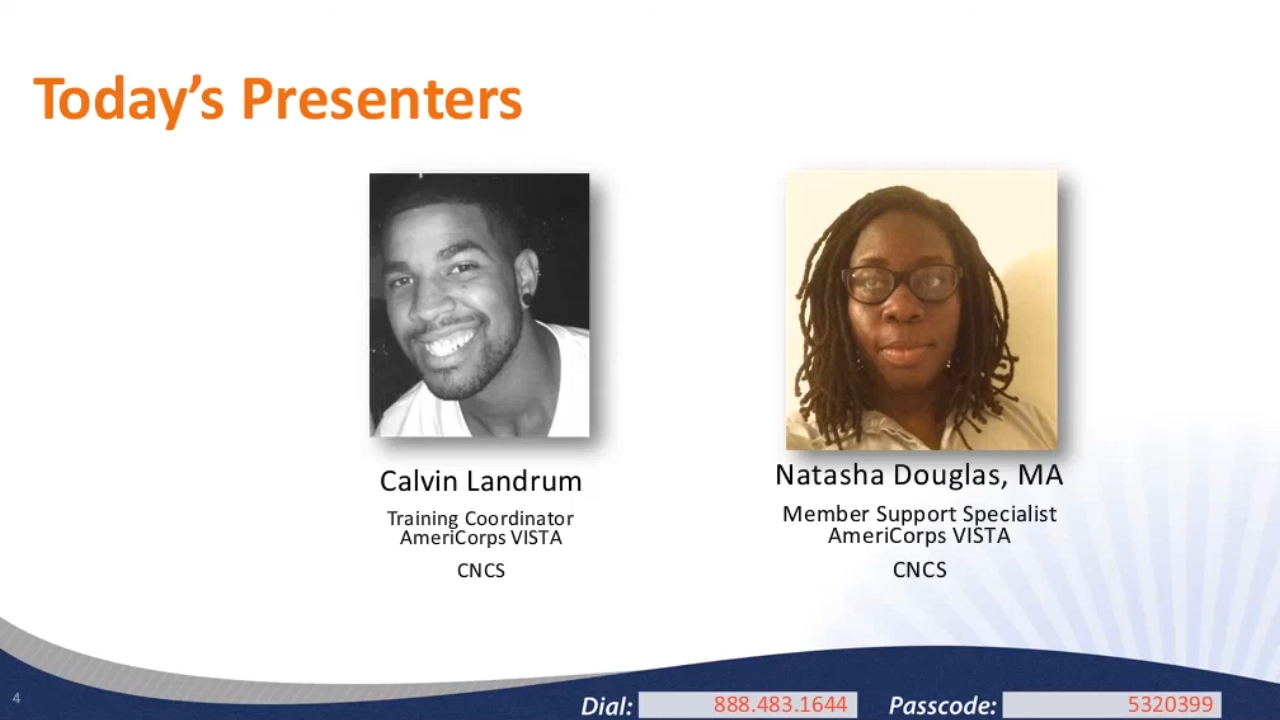 Today’s Presenters
Calvin Landrum
Training Coordinator
AmeriCorps VISTA
CNCS
Natasha Douglas, MA
Member Support Specialist
AmeriCorps VISTA
CNCS
4
Dial: 888.483.1644 Passcode: 5320399